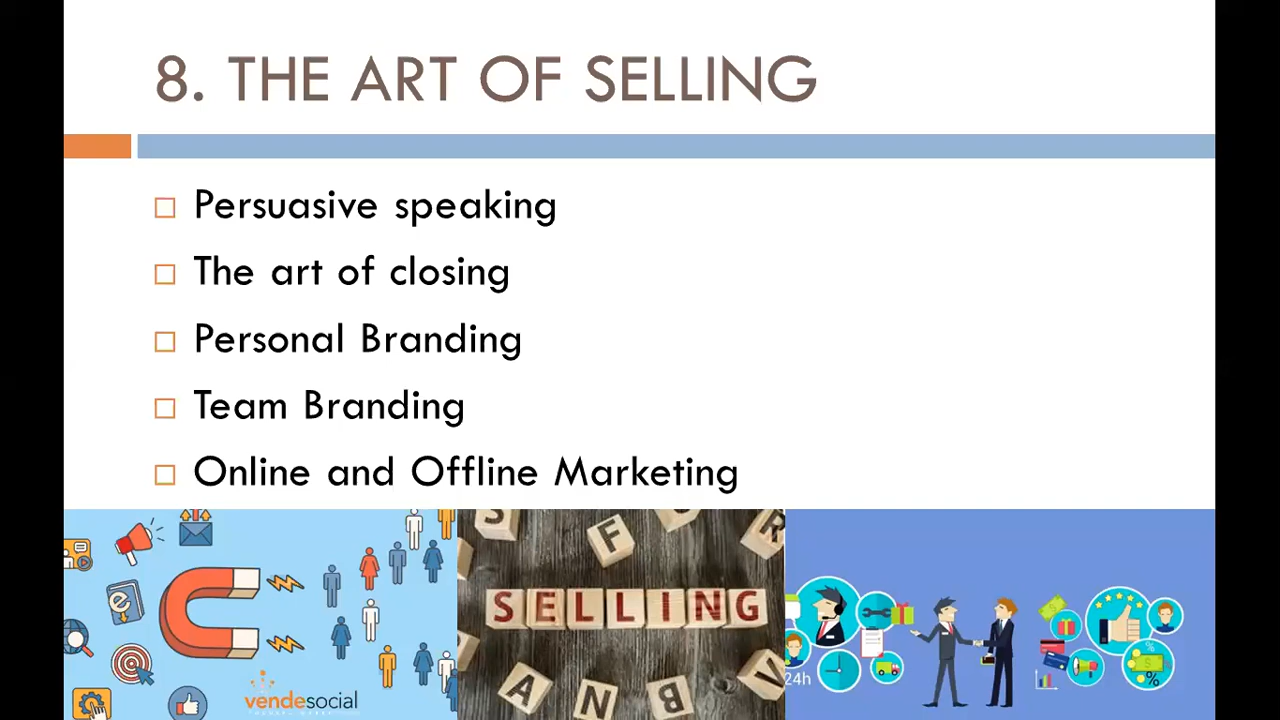 8. THE ART OF SELLING
Persuasive speaking
The art of closing
Personal Branding
Team Branding
Online and Offline Marketing
e
vendesocial
S F R
SELLING
A N B V
24h
%
%